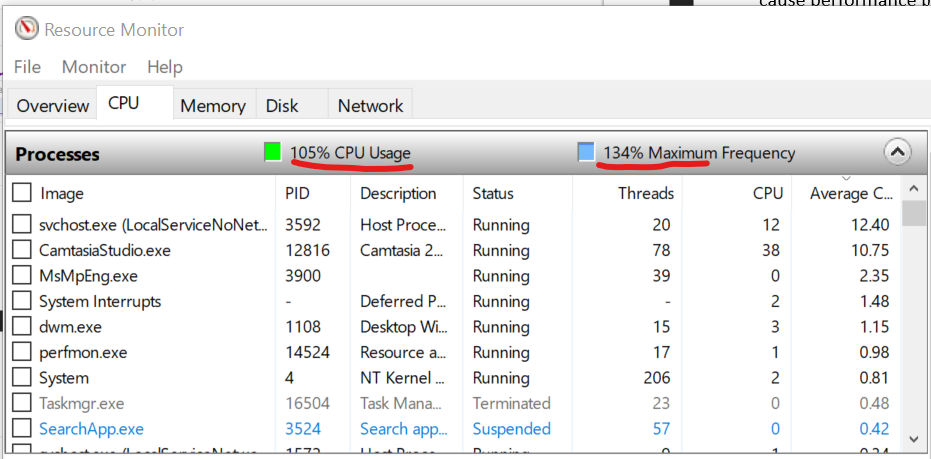 cause performance b
Resource Monitor
File Monitor Help
Overview CPU Memory Disk Network
Processes 105% CPU Usage 134% Maximum Frequency
Image PID Description Status Threads CPU Average C...
svchost.exe (LocalServiceNoNet... 3592 Host Proce... Running 20 12 12.40
CamtasiaStudio.exe 12816 Camtasia 2... Running 78 38 10.75
MsMpEng.exe 3900 Running 39 0 2.35
System Interrupts - Deferred P... Running - 2 1.48
dwm.exe 1108 Desktop Wi... Running 15 3 1.15
perfmon.exe 14524 Resource a... Running 17 1 0.98
System 4 NT Kernel ... Running 206 2 0.81
Taskmgr.exe 16504 Task Mana... Terminated 23 0 0.48
SearchApp.exe 3524 Search app... Suspended 57 0 0.42